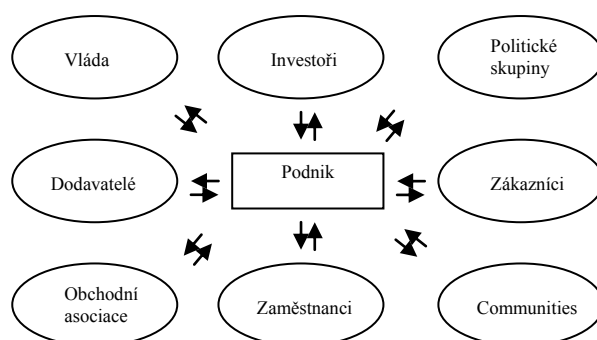 Vláda
Investoři
Politické
skupiny
Dodavatelé
Podnik
Zákazníci
Obchodní
asociace
Zaměstnanci
Communities